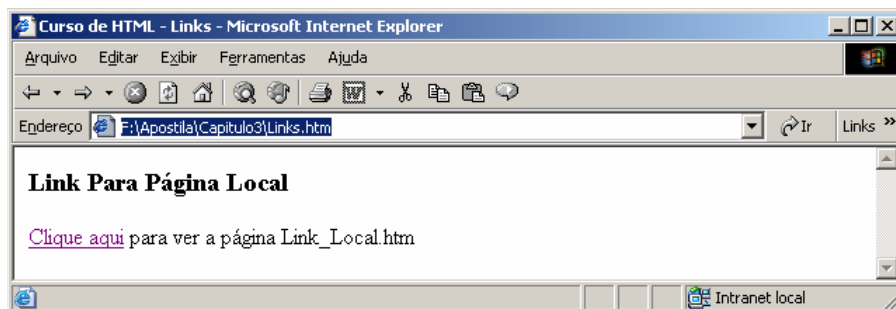 Curso de HTML - Links - Microsoft Internet Explorer
Arquivo Editar Exibir Ferramentas Ajuda
Endereço F:\Apostila\Capitulo3\Links.htm Ir Links »
Link Para Página Local
Clique aqui para ver a página Link_Local.htm
Intranet local